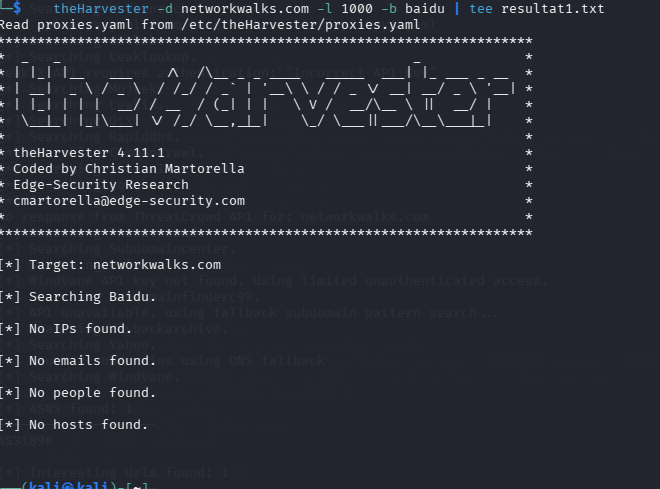 └─$ theHarvester -d networkwalks.com -l 1000 -b baidu | tee resultat1.txt
Read proxies.yaml from /etc/theHarvester/proxies.yaml
*******************************************************************
* theHarvester 4.11.1 *
* Coded by Christian Martorella *
* Edge-Security Research *
* cmartorella@edge-security.com *
* *
*******************************************************************
[*] Target: networkwalks.com
[*] Searching Baidu.
[*] No IPs found.
[*] No emails found.
[*] No people found.
[*] No hosts found.
(kali㉿kali)-[~]